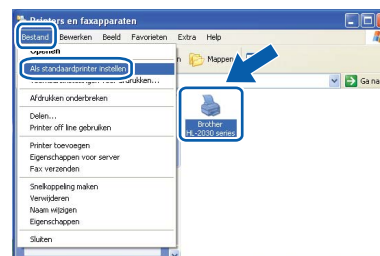 Printers en faxapparaten
Bestand Bewerken Beeld Favorieten Extra Help
Openen
Als standaardprinter instellen
Mappen
Ga na
Afdrukken onderbreken
Delen...
Printer off line gebruiken
Printer toevoegen
Eigenschappen voor server
Fax verzenden
Snelkoppeling maken
Verwijderen
Naam wijzigen
Eigenschappen
Sluiten
Brother
HL-2030 series